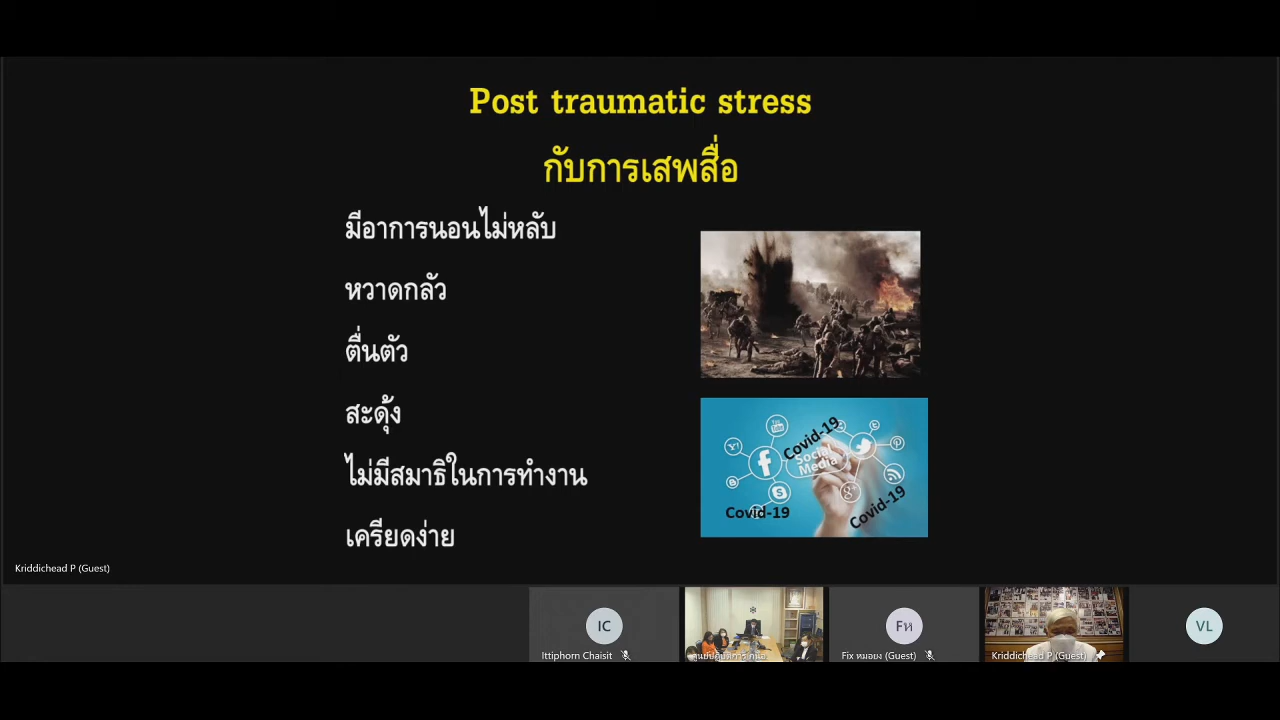 Post traumatic stress
กับการเสพสื่อ
มีอาการนอนไม่หลับ
หวาดกลัว
ตื่นตัว
สะดุ้ง
ไม่มีสมาธิในการทำงาน
เครียดง่าย
Covid-19
Social
Media
Covid-19
Covid-19
Kriddichead P (Guest)
IC
Ittiphorn Chaisit
Fห
Fix หมอยง (Guest)
Kriddichead P (Guest)
VL